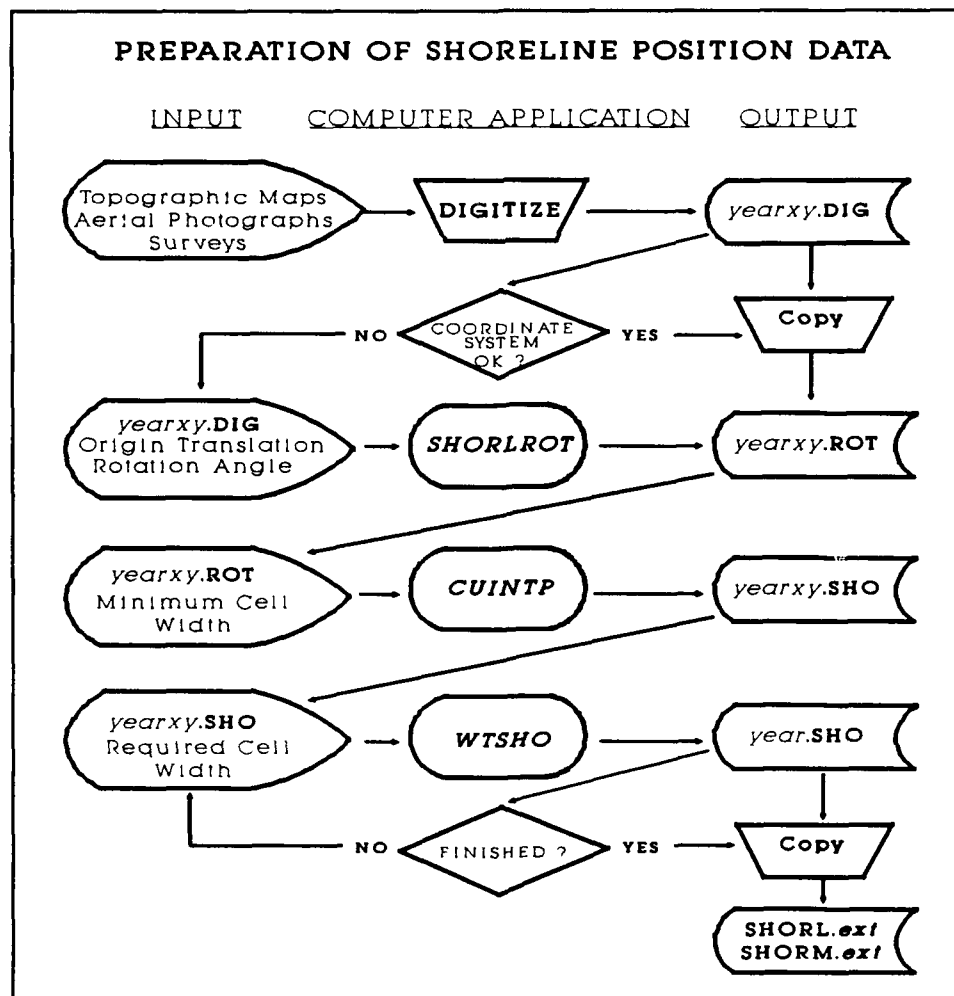 PREPARATION OF SHORELINE POSITION DATA
INPUT COMPUTER APPLICATION OUTPUT
Topographic Maps
Aerial Photographs
Surveys
DIGITIZE
yearxy.DIG
COORDINATE
SYSTEM
OK ?
NO
YES
Copy
yearxy.DIG
Origin Translation
Rotation Angle
SHORLROT
yearxy.ROT
yearxy.ROT
Minimum Cell
Width
CUINTP
yearxy.SHO
yearxy.SHO
Required Cell
Width
WTSHO
year.SHO
NO
FINISHED ?
YES
Copy
SHORL.ext
SHORM.ext